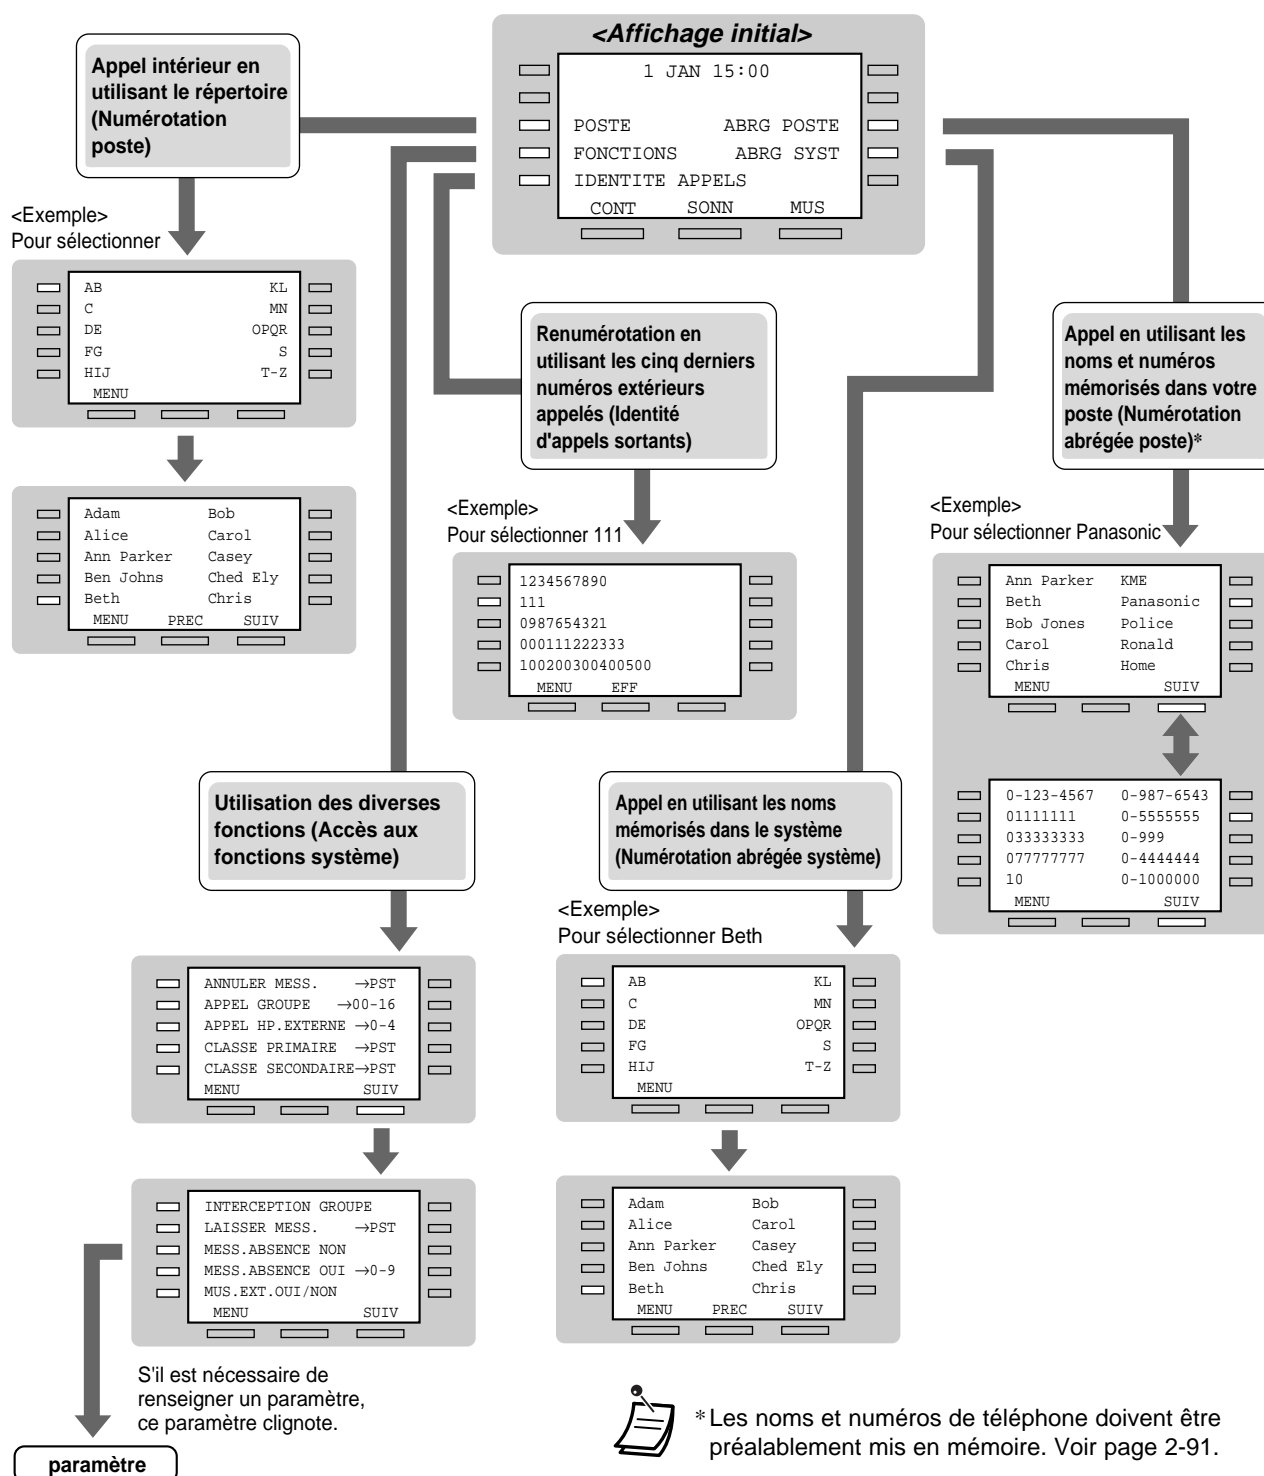 <Affichage initial>
1 JAN 15:00
POSTE ABRG POSTE
FONCTIONS ABRG SYST
IDENTITE APPELS
CONT SONN MUS
Appel intérieur en
utilisant le répertoire
(Numérotation
poste)
<Exemple>
Pour sélectionner
AB KL
C MN
DE OPQR
FG S
HIJ T-Z
MENU
Adam Bob
Alice Carol
Ann Parker Casey
Ben Johns Ched Ely
Beth Chris
MENU PREC SUIV
Renumérotation en
utilisant les cinq derniers
numéros extérieurs
appelés (Identité
d'appels sortants)
<Exemple>
Pour sélectionner 111
1234567890
111
0987654321
000111222333
100200300400500
MENU EFF
Appel en utilisant les
noms et numéros
mémorisés dans votre
poste (Numérotation
abrégée poste)*
<Exemple>
Pour sélectionner Panasonic
Ann Parker KME
Beth Panasonic
Bob Jones Police
Carol Ronald
Chris Home
MENU SUIV
0-123-4567 0-987-6543
01111111 0-5555555
033333333 0-999
077777777 0-4444444
10 0-1000000
MENU SUIV
Utilisation des diverses
fonctions (Accès aux
fonctions système)
ANNULER MESS. →PST
APPEL GROUPE →00-16
APPEL HP.EXTERNE →0-4
CLASSE PRIMAIRE →PST
CLASSE SECONDAIRE→PST
MENU SUIV
INTERCEPTION GROUPE
LAISSER MESS. →PST
MESS.ABSENCE NON
MESS.ABSENCE OUI →0-9
MUS.EXT.OUI/NON
MENU SUIV
S'il est nécessaire de
renseigner un paramètre,
ce paramètre clignote.
paramètre
Appel en utilisant les noms
mémorisés dans le système
(Numérotation abrégée système)
<Exemple>
Pour sélectionner Beth
AB KL
C MN
DE OPQR
FG S
HIJ T-Z
MENU
Adam Bob
Alice Carol
Ann Parker Casey
Ben Johns Ched Ely
Beth Chris
MENU PREC SUIV
* Les noms et numéros de téléphone doivent être
préalablement mis en mémoire. Voir page 2-91.